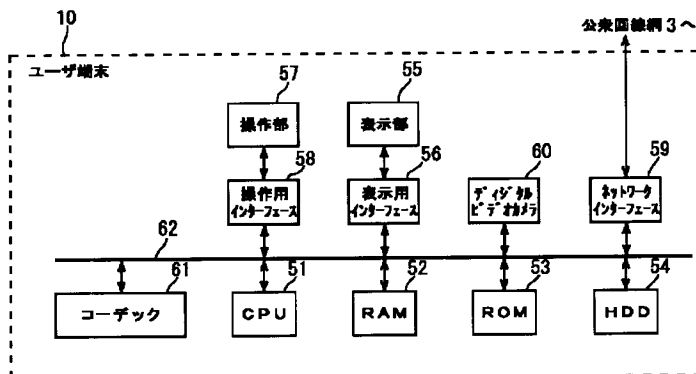 10
公衆回線網3へ
ユーザ端末
57
55
操作部
表示部
58
56
60
59
操作用
インターフェース
表示用
インターフェース
ディジタル
ビデオカメラ
ネットワーク
インターフェース
62
61
51
52
53
54
コーデック
CPU
RAM
ROM
HDD